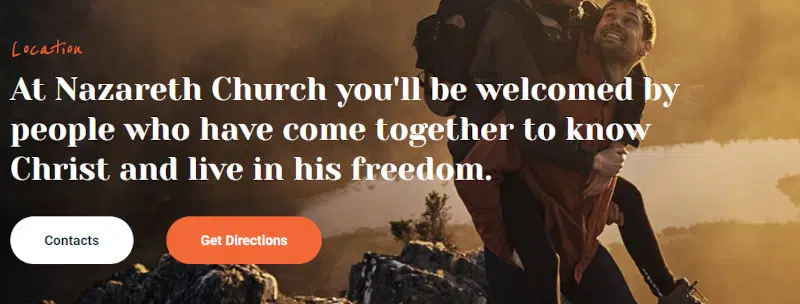 Location
At Nazareth Church you'll be welcomed by
people who have come together to know
Christ and live in his freedom.
Contacts
Get Directions